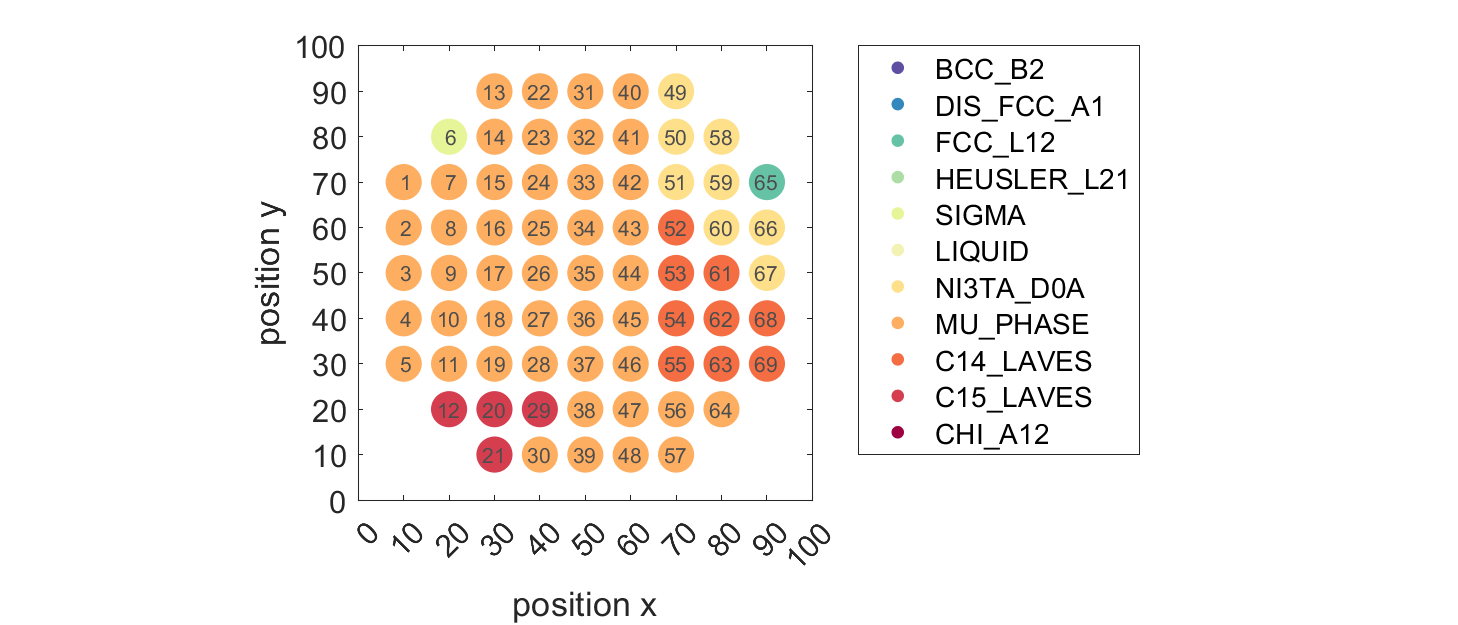 100
90
80
70
60
50
40
30
20
10
0
position y
13 22 31 40 49
6 14 23 32 41 50 58
1 7 15 24 33 42 51 59 65
2 8 16 25 34 43 52 60 66
3 9 17 26 35 44 53 61 67
4 10 18 27 36 45 54 62 68
5 11 19 28 37 46 55 63 69
12 20 29 38 47 56 64
21 30 39 48 57
0 10 20 30 40 50 60 70 80 90 100
position x
BCC_B2
DIS_FCC_A1
FCC_L12
HEUSLER_L21
SIGMA
LIQUID
NI3TA_D0A
MU_PHASE
C14_LAVES
C15_LAVES
CHI_A12